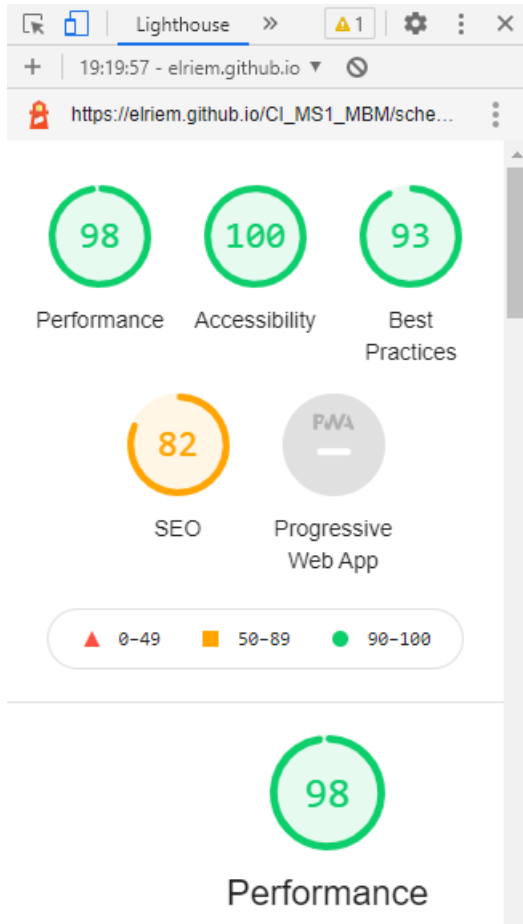 Lighthouse » 1
19:19:57 - elriem.github.io ▼
https://elriem.github.io/CI_MS1_MBM/sche...
98 100 93
Performance Accessibility Best
Practices
82 PWA
SEO Progressive
Web App
0–49 50–89 90–100
98
Performance